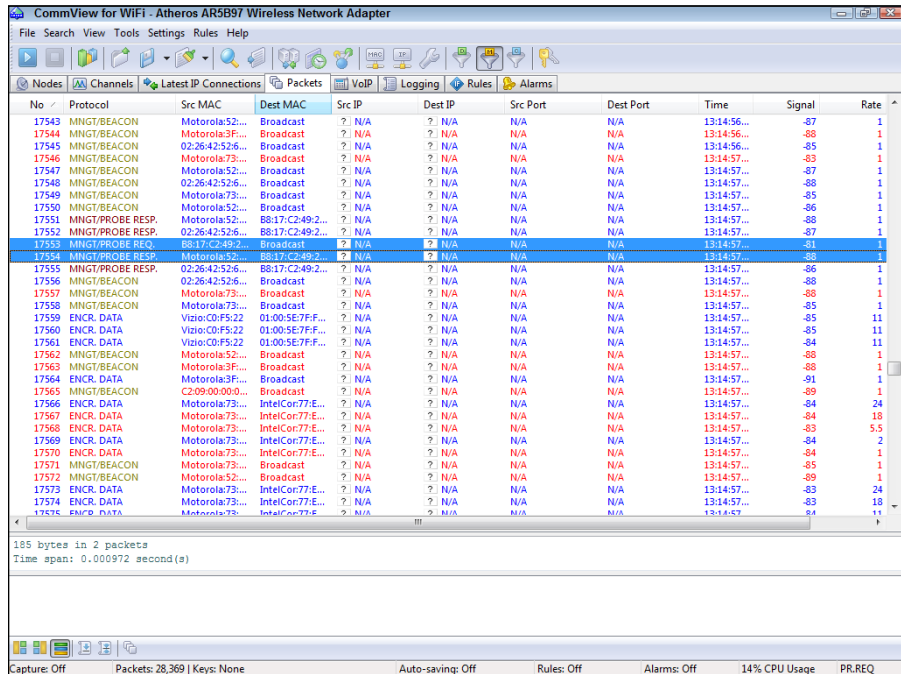 CommView for WiFi - Atheros AR5B97 Wireless Network Adapter
File Search View Tools Settings Rules Help
MAC IP
Nodes Channels Latest IP Connections Packets VoIP Logging Rules Alarms
No Protocol Src MAC Dest MAC Src IP Dest IP Src Port Dest Port Time Signal Rate
17543 MNGT/BEACON Motorola:52:... Broadcast ? N/A ? N/A N/A N/A 13:14:56... -87 1
17544 MNGT/BEACON Motorola:3F:... Broadcast ? N/A ? N/A N/A N/A 13:14:56... -88 1
17545 MNGT/BEACON 02:26:42:52:6... Broadcast ? N/A ? N/A N/A N/A 13:14:56... -85 1
17546 MNGT/BEACON Motorola:73:... Broadcast ? N/A ? N/A N/A N/A 13:14:57... -83 1
17547 MNGT/BEACON Motorola:52:... Broadcast ? N/A ? N/A N/A N/A 13:14:57... -87 1
17548 MNGT/BEACON 02:26:42:52:6... Broadcast ? N/A ? N/A N/A N/A 13:14:57... -88 1
17549 MNGT/BEACON Motorola:73:... Broadcast ? N/A ? N/A N/A N/A 13:14:57... -85 1
17550 MNGT/BEACON Motorola:52:... Broadcast ? N/A ? N/A N/A N/A 13:14:57... -86 1
17551 MNGT/PROBE RESP. Motorola:52:... B8:17:C2:49:2... ? N/A ? N/A N/A N/A 13:14:57... -88 1
17552 MNGT/PROBE RESP. 02:26:42:52:6... B8:17:C2:49:2... ? N/A ? N/A N/A N/A 13:14:57... -87 1
17553 MNGT/PROBE REQ. B8:17:C2:49:2... Broadcast ? N/A ? N/A N/A N/A 13:14:57... -81 1
17554 MNGT/PROBE RESP. Motorola:52:... B8:17:C2:49:2... ? N/A ? N/A N/A N/A 13:14:57... -88 1
17555 MNGT/PROBE RESP. 02:26:42:52:6... B8:17:C2:49:2... ? N/A ? N/A N/A N/A 13:14:57... -86 1
17556 MNGT/BEACON 02:26:42:52:6... Broadcast ? N/A ? N/A N/A N/A 13:14:57... -88 1
17557 MNGT/BEACON Motorola:73:... Broadcast ? N/A ? N/A N/A N/A 13:14:57... -88 1
17558 MNGT/BEACON Motorola:73:... Broadcast ? N/A ? N/A N/A N/A 13:14:57... -85 1
17559 ENCR. DATA Vizio:C0:F5:22 01:00:5E:7F:F... ? N/A ? N/A N/A N/A 13:14:57... -85 11
17560 ENCR. DATA Vizio:C0:F5:22 01:00:5E:7F:F... ? N/A ? N/A N/A N/A 13:14:57... -85 11
17561 ENCR. DATA Vizio:C0:F5:22 01:00:5E:7F:F... ? N/A ? N/A N/A N/A 13:14:57... -84 11
17562 MNGT/BEACON Motorola:52:... Broadcast ? N/A ? N/A N/A N/A 13:14:57... -88 1
17563 MNGT/BEACON Motorola:3F:... Broadcast ? N/A ? N/A N/A N/A 13:14:57... -88 1
17564 ENCR. DATA Motorola:3F:... Broadcast ? N/A ? N/A N/A N/A 13:14:57... -91 1
17565 MNGT/BEACON C2:09:00:00:0... Broadcast ? N/A ? N/A N/A N/A 13:14:57... -89 1
17566 ENCR. DATA Motorola:73:... IntelCor:77:E... ? N/A ? N/A N/A N/A 13:14:57... -84 24
17567 ENCR. DATA Motorola:73:... IntelCor:77:E... ? N/A ? N/A N/A N/A 13:14:57... -84 18
17568 ENCR. DATA Motorola:73:... IntelCor:77:E... ? N/A ? N/A N/A N/A 13:14:57... -83 5.5
17569 ENCR. DATA Motorola:73:... IntelCor:77:E... ? N/A ? N/A N/A N/A 13:14:57... -84 2
17570 ENCR. DATA Motorola:73:... IntelCor:77:E... ? N/A ? N/A N/A N/A 13:14:57... -84 1
17571 MNGT/BEACON Motorola:73:... Broadcast ? N/A ? N/A N/A N/A 13:14:57... -85 1
17572 MNGT/BEACON Motorola:52:... Broadcast ? N/A ? N/A N/A N/A 13:14:57... -89 1
17573 ENCR. DATA Motorola:73:... IntelCor:77:E... ? N/A ? N/A N/A N/A 13:14:57... -83 24
17574 ENCR. DATA Motorola:73:... IntelCor:77:E... ? N/A ? N/A N/A N/A 13:14:57... -83 18
17575 ENCR. DATA Motorola:73:... IntelCor:77:E... ? N/A ? N/A N/A N/A 13:14:57... -84 11
185 bytes in 2 packets
Time span: 0.000972 second(s)
Capture: Off Packets: 28,369 | Keys: None Auto-saving: Off Rules: Off Alarms: Off 14% CPU Usage PR.REQ